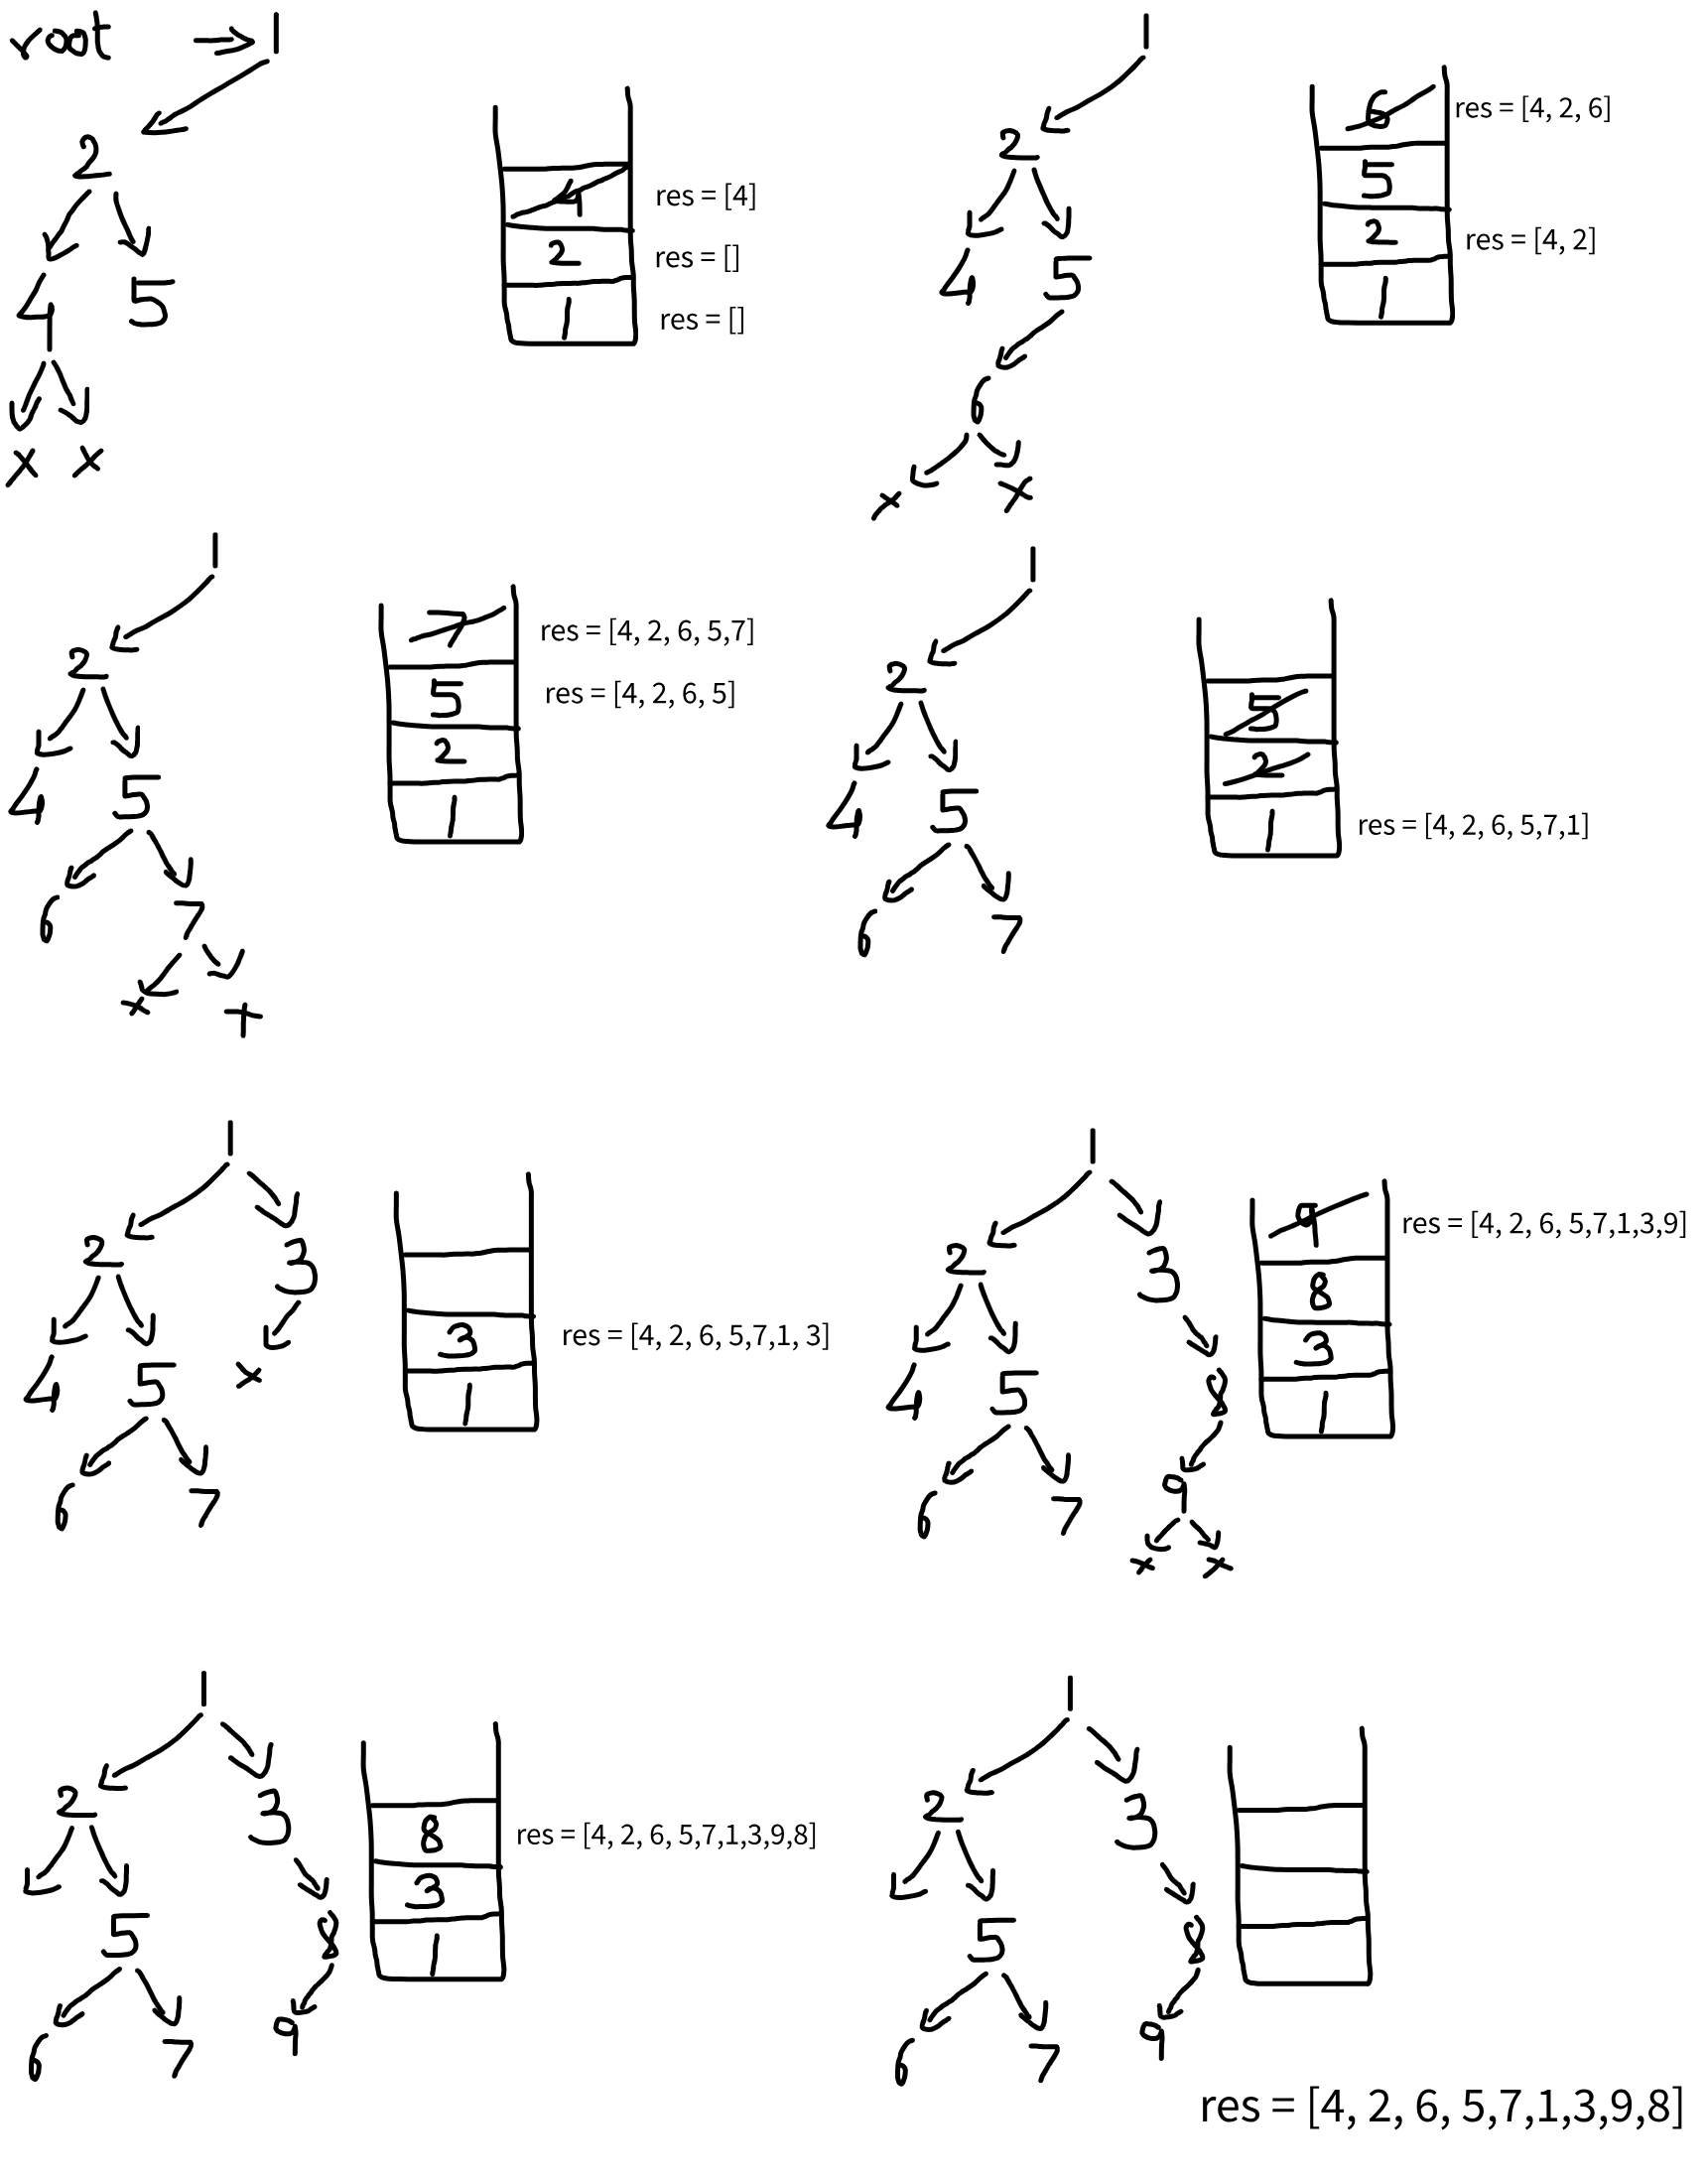 root → 1
2
4 5
x x
4
2
1
res = [4]
res = []
res = []
1
2
4 5
6
x x
6
5
2
1
res = [4, 2, 6]
res = [4, 2]
1
2
4 5
6 7
x x
7
5
2
1
res = [4, 2, 6, 5,7]
res = [4, 2, 6, 5]
1
2
4 5
6 7
5
2
1
res = [4, 2, 6, 5,7,1]
1
2 3
4 5 x
6 7
3
1
res = [4, 2, 6, 5,7,1, 3]
1
2 3
4 5 8
6 7 9
x x
9
8
3
1
res = [4, 2, 6, 5,7,1,3,9]
1
2 3
5 8
6 7 9
8
3
1
res = [4, 2, 6, 5,7,1,3,9,8]
1
2 3
5 8
6 7 9
res = [4, 2, 6, 5,7,1,3,9,8]